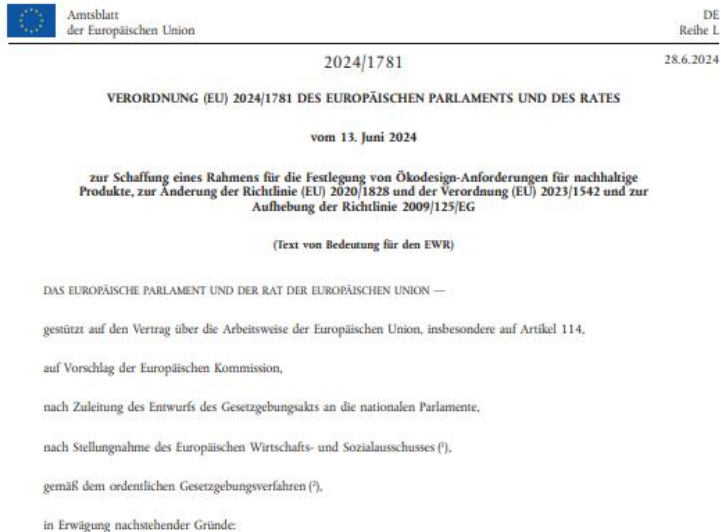 Amtsblatt
der Europäischen Union
DE
Reihe L
2024/1781
28.6.2024
VERORDNUNG (EU) 2024/1781 DES EUROPÄISCHEN PARLAMENTS UND DES RATES
vom 13. Juni 2024
zur Schaffung eines Rahmens für die Festlegung von Ökodesign-Anforderungen für nachhaltige
Produkte, zur Änderung der Richtlinie (EU) 2020/1828 und der Verordnung (EU) 2023/1542 und zur
Aufhebung der Richtlinie 2009/125/EG
(Text von Bedeutung für den EWR)
DAS EUROPÄISCHE PARLAMENT UND DER RAT DER EUROPÄISCHEN UNION —
gestützt auf den Vertrag über die Arbeitsweise der Europäischen Union, insbesondere auf Artikel 114,
auf Vorschlag der Europäischen Kommission,
nach Zuleitung des Entwurfs des Gesetzgebungsakts an die nationalen Parlamente,
nach Stellungnahme des Europäischen Wirtschafts- und Sozialausschusses (¹),
gemäß dem ordentlichen Gesetzgebungsverfahren (²),
in Erwägung nachstehender Gründe: